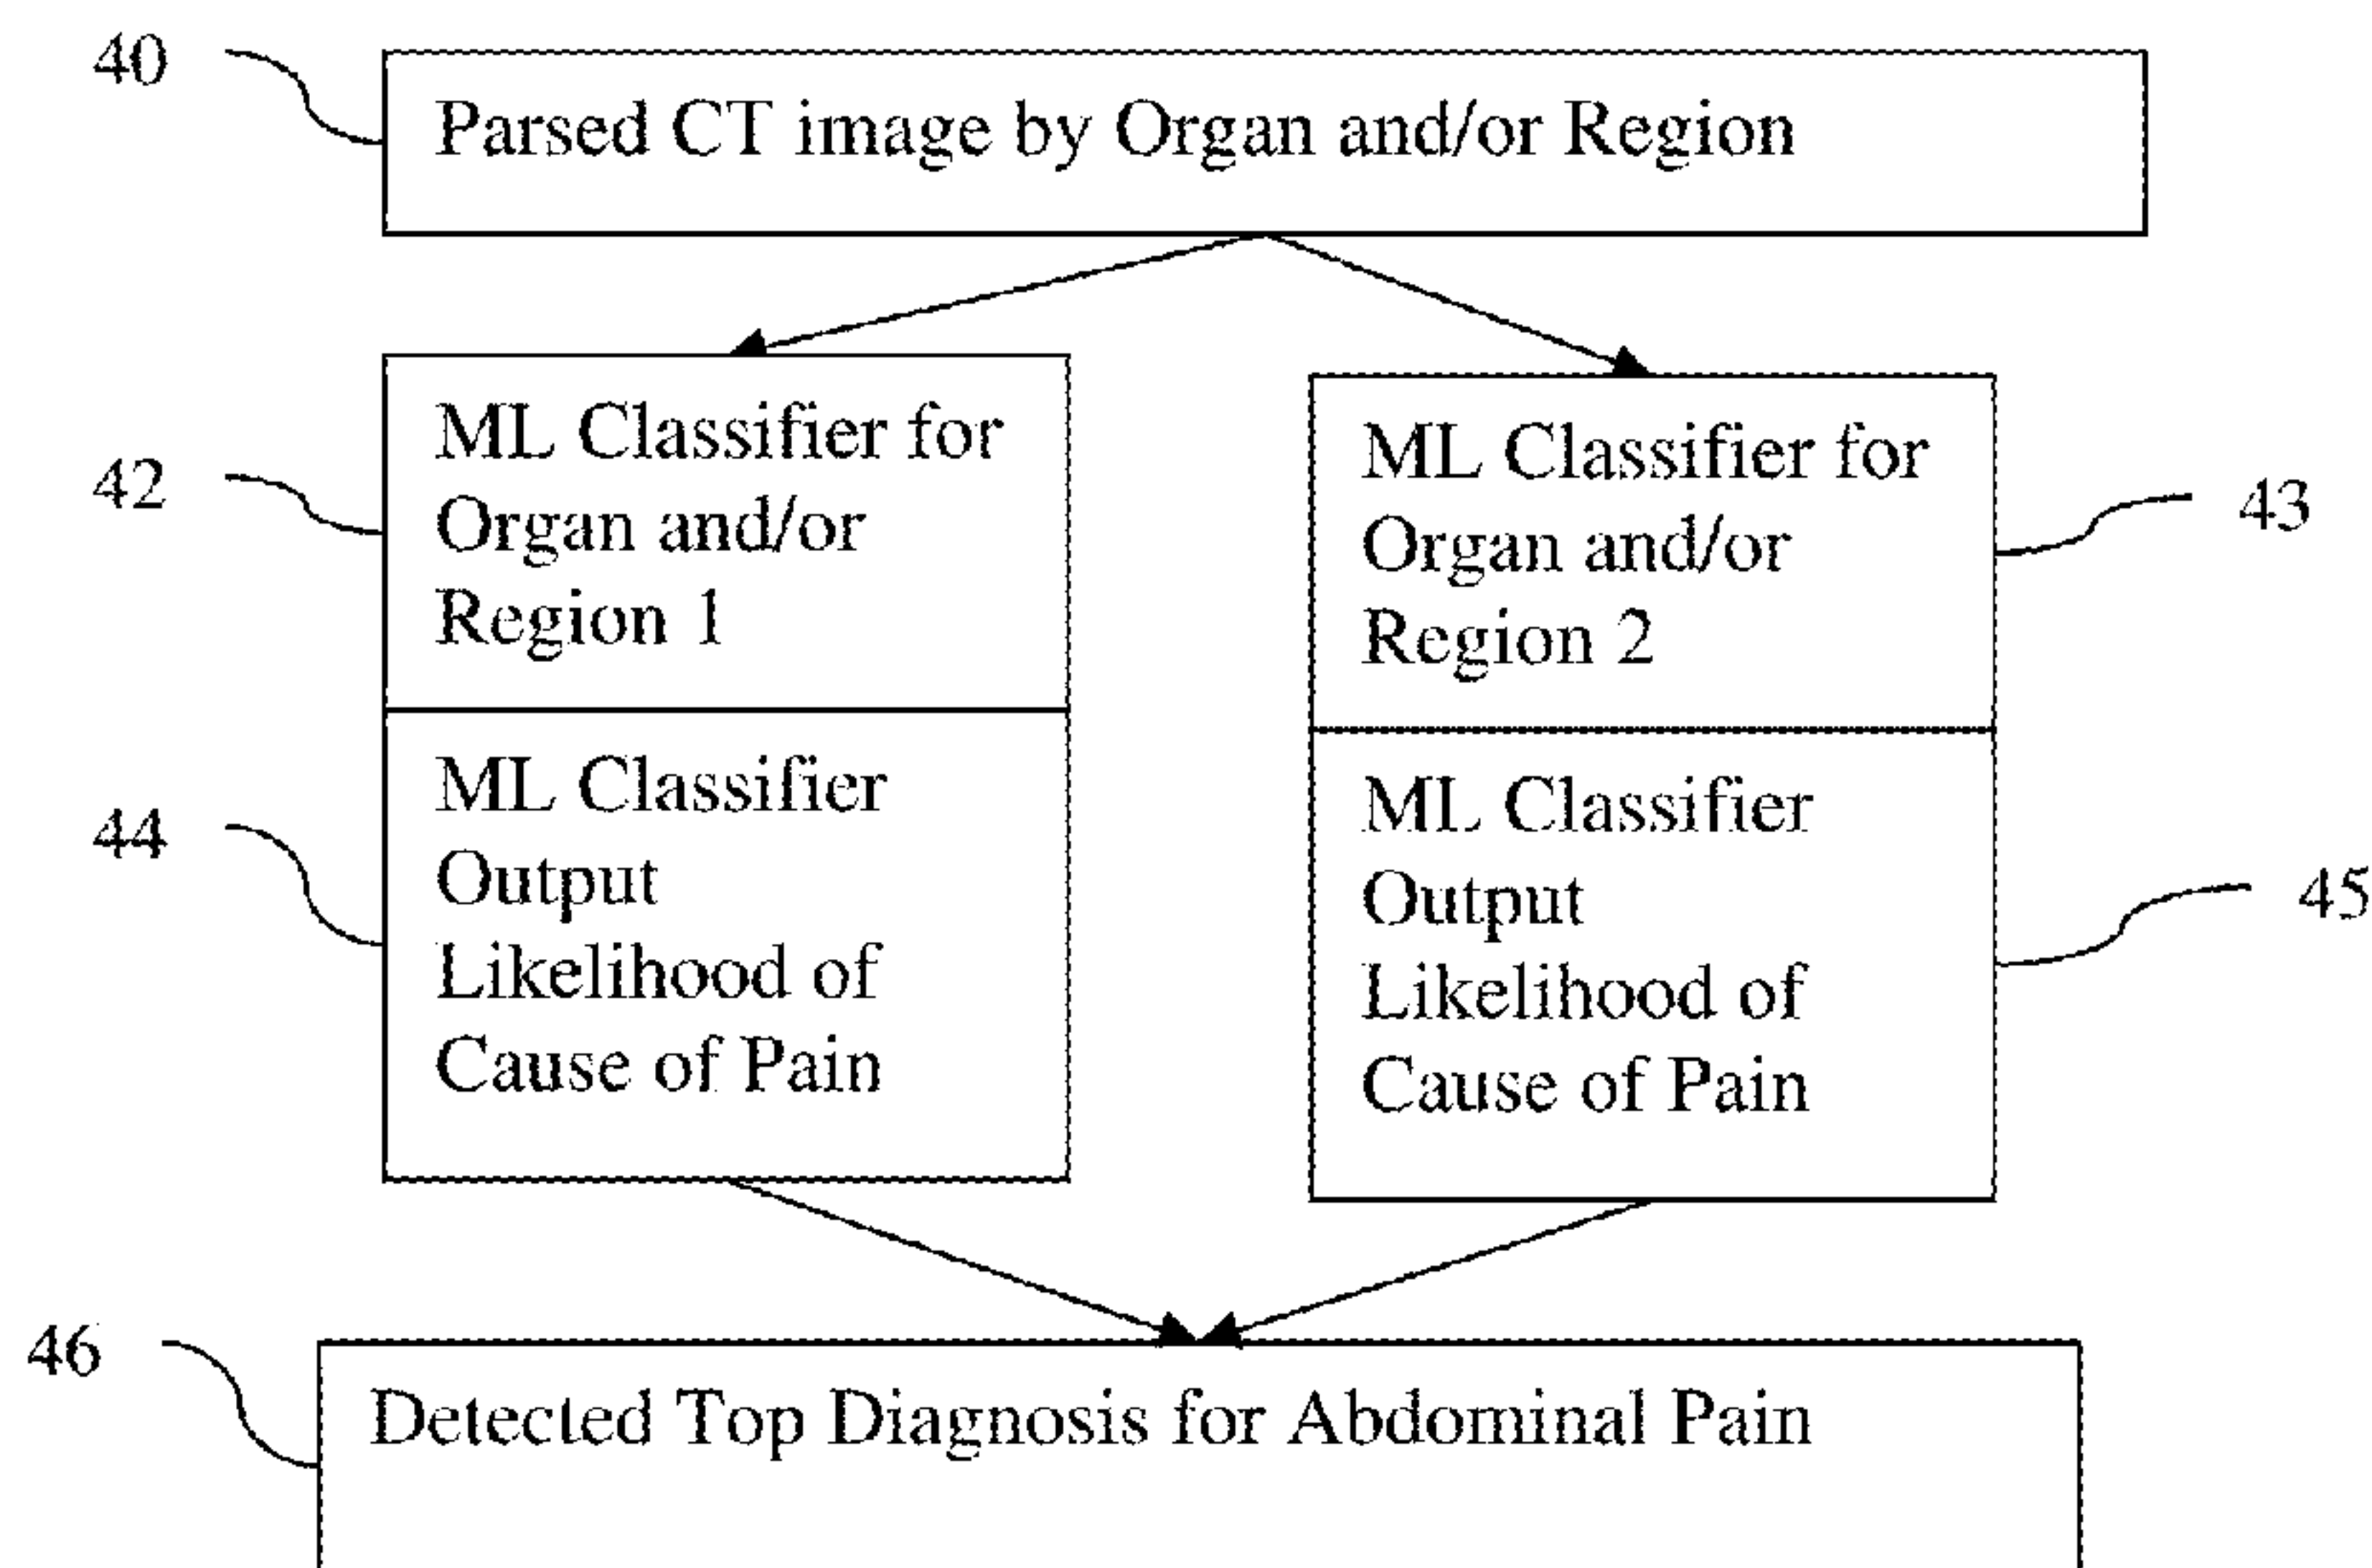 40
Parsed CT image by Organ and/or Region
42
ML Classifier for
Organ and/or
Region 1
ML Classifier for
Organ and/or
Region 2
43
44
ML Classifier
Output
Likelihood of
Cause of Pain
ML Classifier
Output
Likelihood of
Cause of Pain
45
46
Detected Top Diagnosis for Abdominal Pain